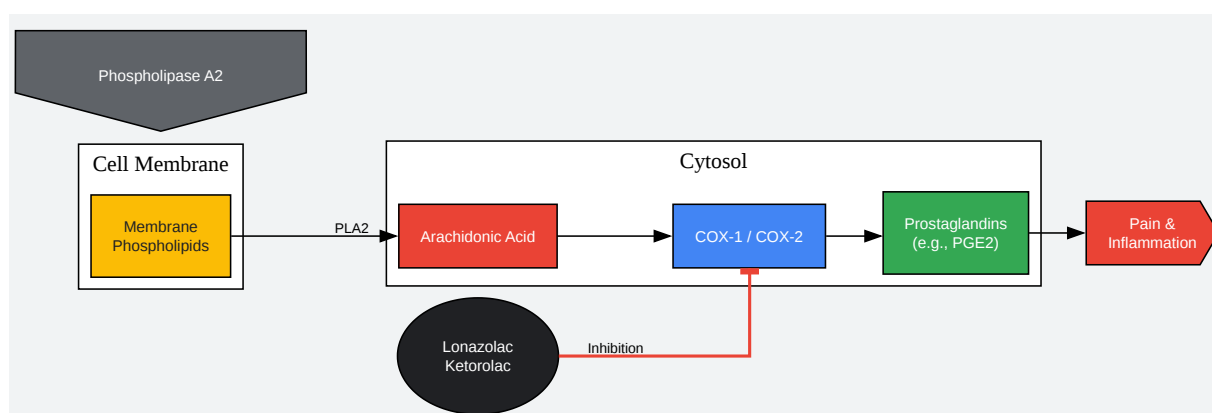 Phospholipase A2
Cell Membrane
Membrane
Phospholipids
PLA2
Cytosol
Arachidonic Acid
COX-1 / COX-2
Prostaglandins
(e.g., PGE2)
Pain &
Inflammation
Lonazolac
Ketorolac
Inhibition